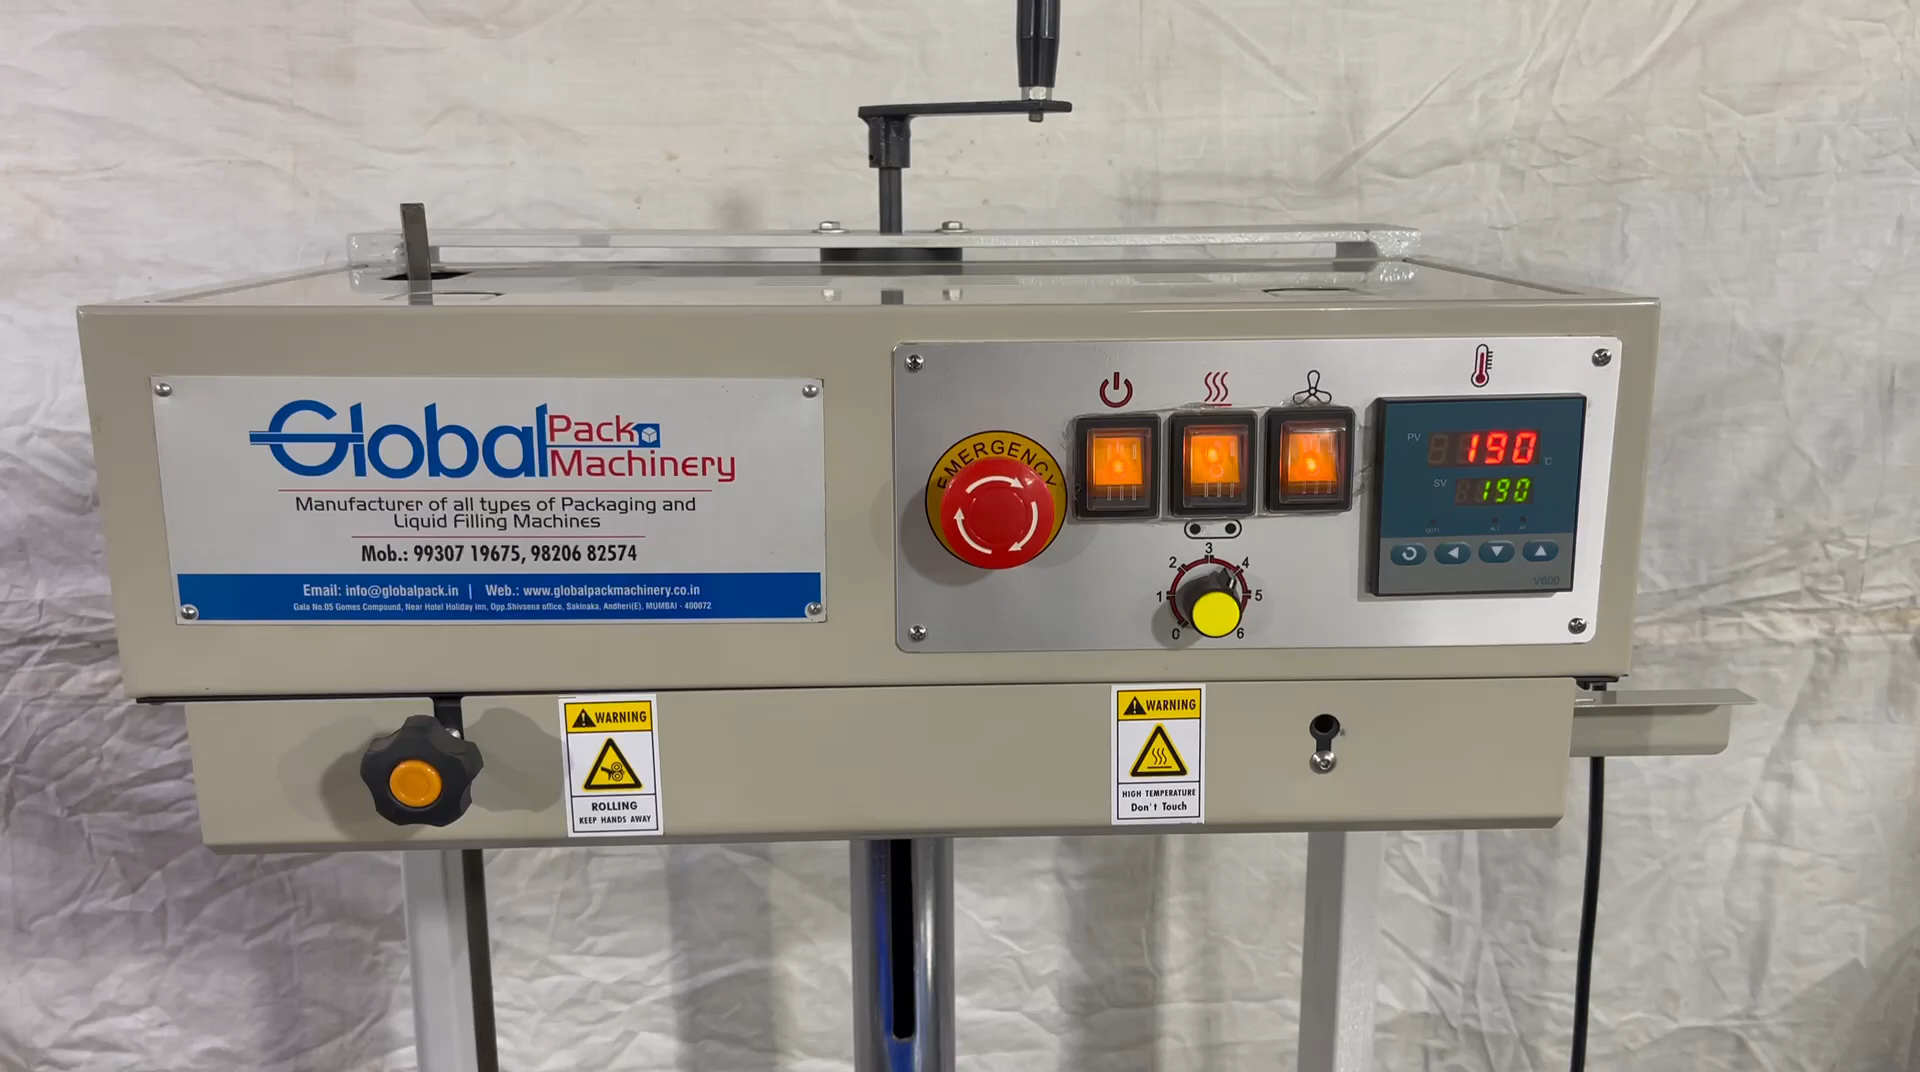 Global Pack
Machinery
Manufacturer of all types of Packaging and
Liquid Filling Machines
Mob.: 99307 19675, 98206 82574
Email: info@globalpack.in | Web.: www.globalpackmachinery.co.in
Gala No.05 Gomes Compound, Near Hotel Holiday inn, Opp.Shivsena office, Sakinaka, Andheri(E), MUMBAI - 400072
EMERGENCY
0 1 2 3 4 5 6
PV 190 °C
SV 190
OUT1 AL1 AT
V600
WARNING
ROLLING
KEEP HANDS AWAY
WARNING
HIGH TEMPERATURE
Don't Touch